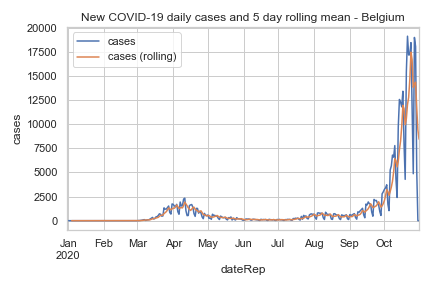 New COVID-19 daily cases and 5 day rolling mean - Belgium
cases
cases (rolling)
20000
17500
15000
12500
10000
7500
5000
2500
0
cases
Jan Feb Mar Apr May Jun Jul Aug Sep Oct
2020
dateRep